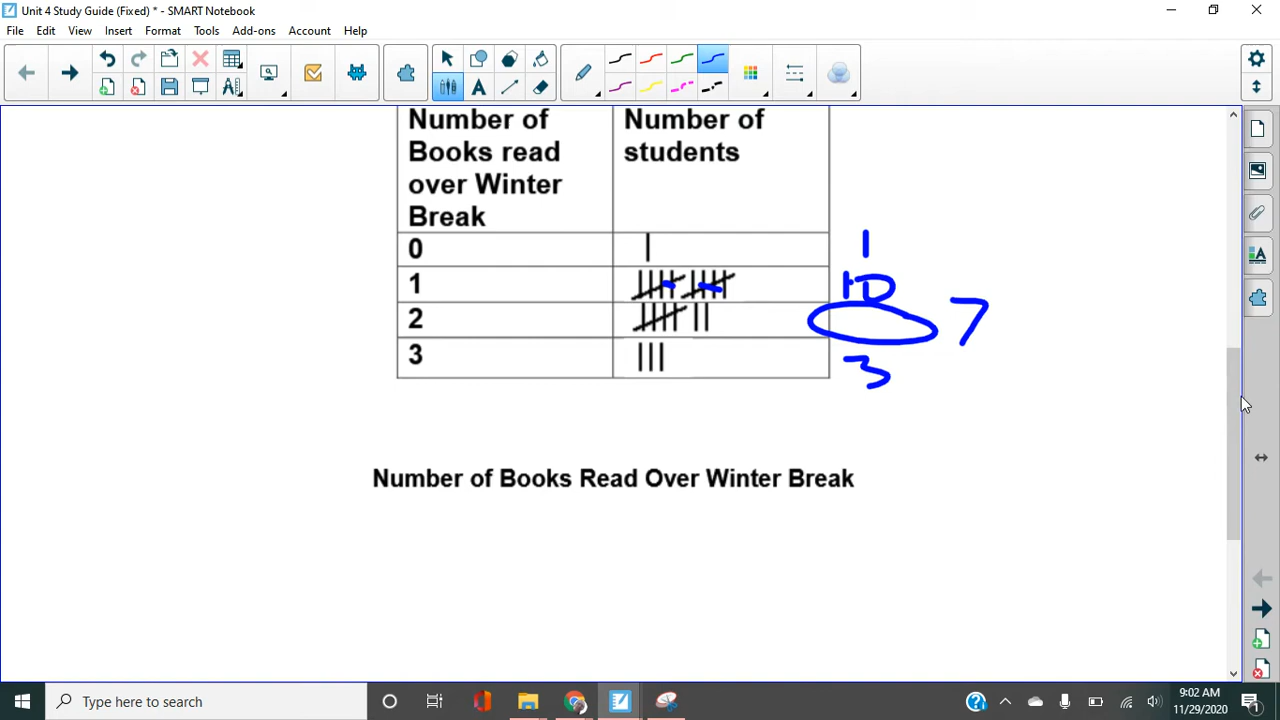 Unit 4 Study Guide (Fixed) * - SMART Notebook
File Edit View Insert Format Tools Add-ons Account Help
Number of Books read over Winter Break
Number of students
0
1
1
10
2
7
3
3
Number of Books Read Over Winter Break
Type here to search
9:02 AM
11/29/2020